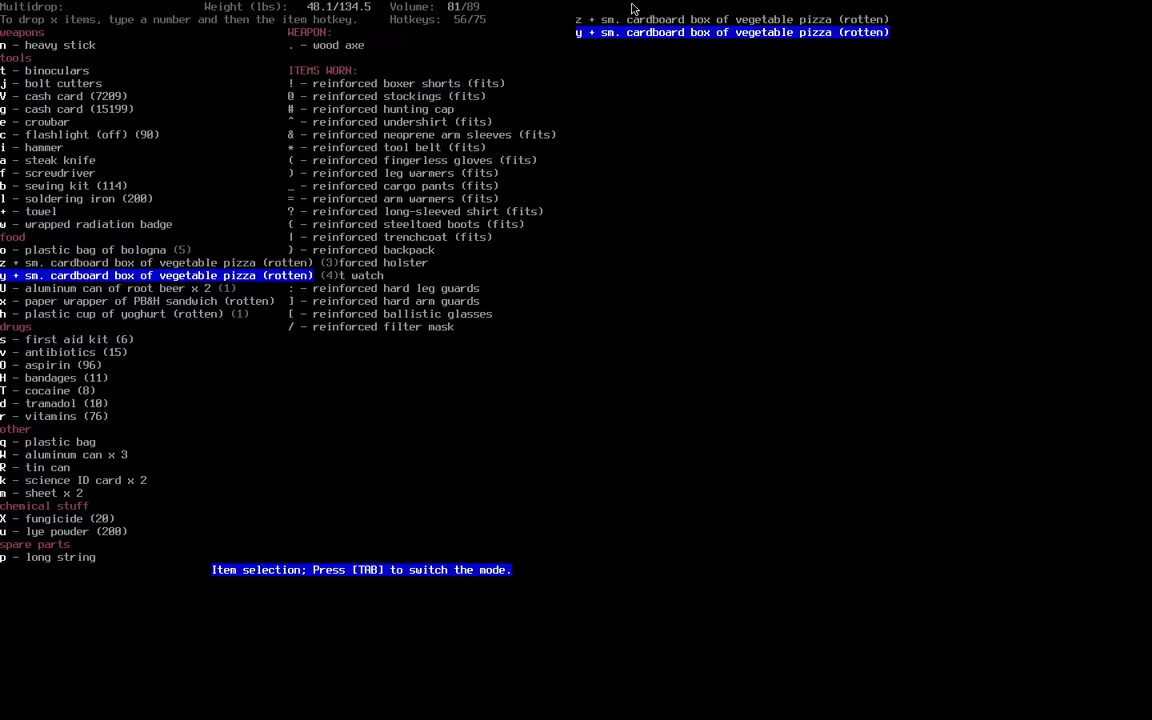 Multidrop: Weight (lbs): 48.1/134.5 Volume: 81/89
To drop x items, type a number and then the item hotkey. Hotkeys: 56/75
z + sm. cardboard box of vegetable pizza (rotten)
y + sm. cardboard box of vegetable pizza (rotten)
weapons
n - heavy stick
tools
t - binoculars
j - bolt cutters
V - cash card (7209)
g - cash card (15199)
e - crowbar
c - flashlight (off) (90)
i - hammer
a - steak knife
f - screwdriver
b - sewing kit (114)
l - soldering iron (200)
+ - towel
w - wrapped radiation badge
food
o - plastic bag of bologna (5)
z + sm. cardboard box of vegetable pizza (rotten) (3)forced holster
y + sm. cardboard box of vegetable pizza (rotten) (4)t watch
U - aluminum can of root beer x 2 (1)
x - paper wrapper of PB&H sandwich (rotten)
h - plastic cup of yoghurt (rotten) (1)
drugs
s - first aid kit (6)
v - antibiotics (15)
O - aspirin (96)
H - bandages (11)
T - cocaine (8)
d - tramadol (10)
r - vitamins (76)
other
q - plastic bag
W - aluminum can x 3
R - tin can
k - science ID card x 2
m - sheet x 2
chemical stuff
X - fungicide (20)
u - lye powder (200)
spare parts
p - long string
WEAPON:
. - wood axe
ITEMS WORN:
! - reinforced boxer shorts (fits)
@ - reinforced stockings (fits)
# - reinforced hunting cap
^ - reinforced undershirt (fits)
& - reinforced neoprene arm sleeves (fits)
* - reinforced tool belt (fits)
( - reinforced fingerless gloves (fits)
) - reinforced leg warmers (fits)
_ - reinforced cargo pants (fits)
= - reinforced arm warmers (fits)
? - reinforced long-sleeved shirt (fits)
{ - reinforced steeltoed boots (fits)
| - reinforced trenchcoat (fits)
} - reinforced backpack
: - reinforced hard leg guards
] - reinforced hard arm guards
[ - reinforced ballistic glasses
/ - reinforced filter mask
Item selection; Press [TAB] to switch the mode.